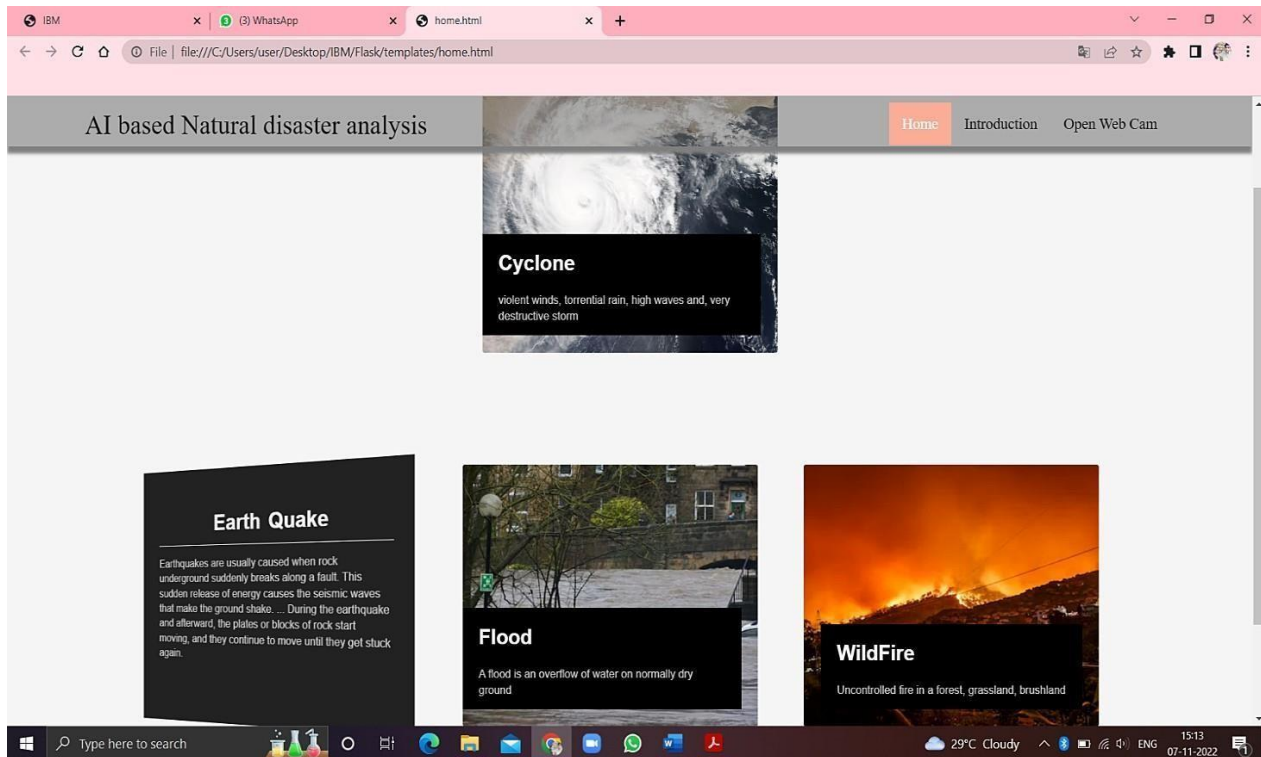 IBM
(3) WhatsApp
home.html
File | file:///C:/Users/user/Desktop/IBM/Flask/templates/home.html
AI based Natural disaster analysis
Home
Introduction
Open Web Cam
Cyclone
violent winds, torrential rain, high waves and, very
destructive storm
Earth Quake
Earthquakes are usually caused when rock
underground suddenly breaks along a fault. This
sudden release of energy causes the seismic waves
that make the ground shake. ... During the earthquake
and afterward, the plates or blocks of rock start
moving, and they continue to move until they get stuck
again.
Flood
A flood is an overflow of water on normally dry
ground
WildFire
Uncontrolled fire in a forest, grassland, brushland
Type here to search
29°C Cloudy
ENG
15:13
07-11-2022